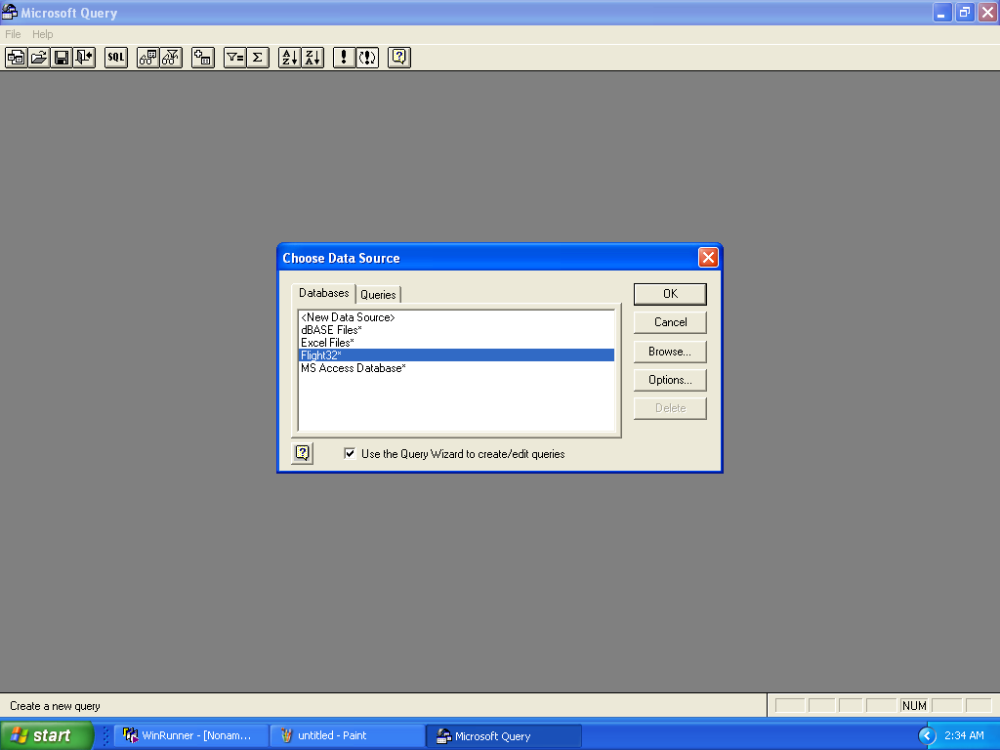 Microsoft Query
File Help
SQL
Choose Data Source
Databases Queries
<New Data Source>
dBASE Files*
Excel Files*
Flight32*
MS Access Database*
OK
Cancel
Browse...
Options...
Delete
Use the Query Wizard to create/edit queries
Create a new query
NUM
start
WinRunner - [Nonam...
untitled - Paint
Microsoft Query
2:34 AM